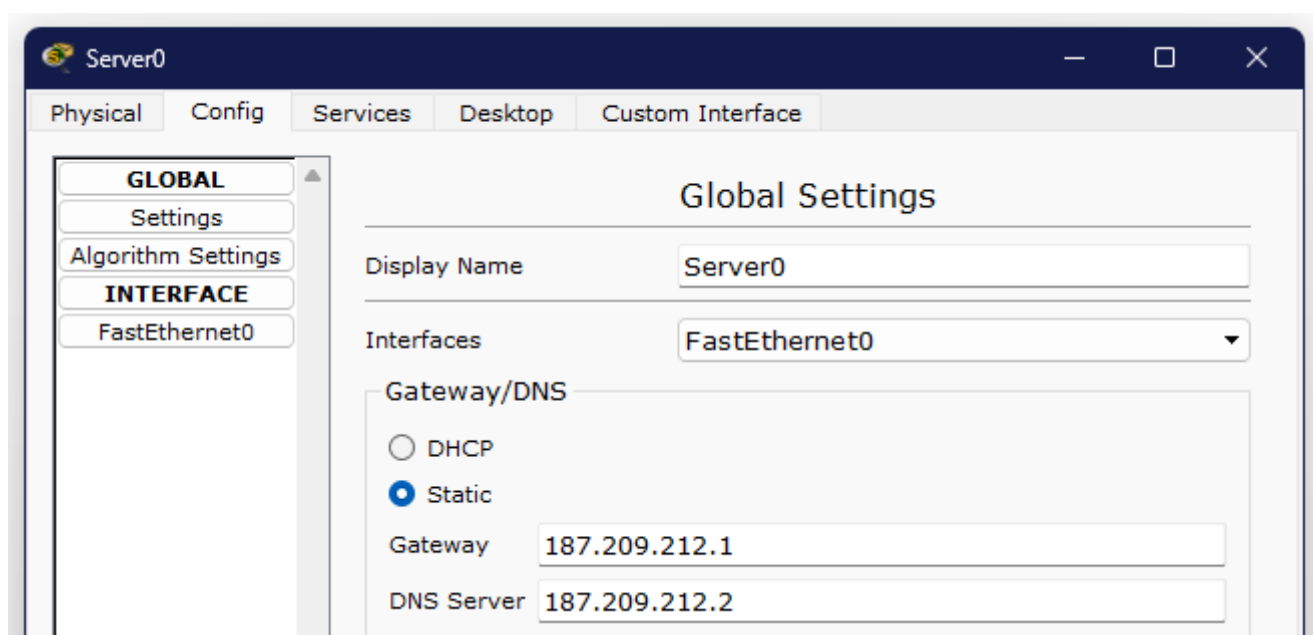 Server0
Physical Config Services Desktop Custom Interface
GLOBAL
Settings
Algorithm Settings
INTERFACE
FastEthernet0
Global Settings
Display Name Server0
Interfaces FastEthernet0
Gateway/DNS
DHCP
Static
Gateway 187.209.212.1
DNS Server 187.209.212.2